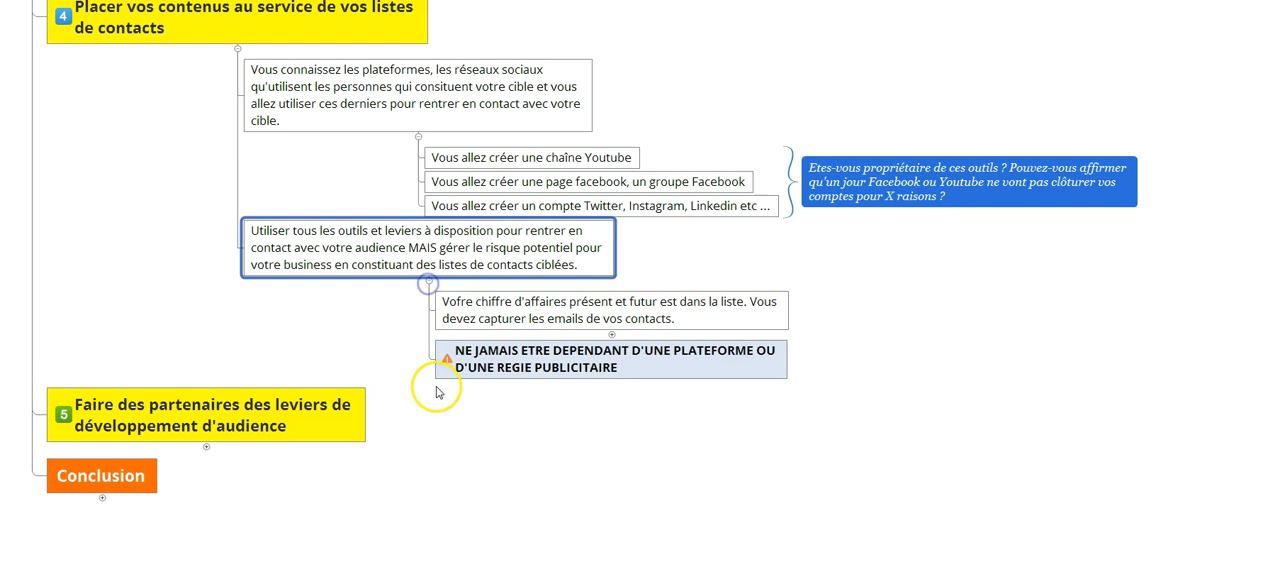 4 Placer vos contenus au service de vos listes
de contacts
Vous connaissez les plateformes, les réseaux sociaux
qu'utilisent les personnes qui consituent votre cible et vous
allez utiliser ces derniers pour rentrer en contact avec votre
cible.
Vous allez créer une chaîne Youtube
Vous allez créer une page facebook, un groupe Facebook
Vous allez créer un compte Twitter, Instagram, Linkedin etc ...
Etes-vous propriétaire de ces outils ? Pouvez-vous affirmer
qu'un jour Facebook ou Youtube ne vont pas clôturer vos
comptes pour X raisons ?
Utiliser tous les outils et leviers à disposition pour rentrer en
contact avec votre audience MAIS gérer le risque potentiel pour
votre business en constituant des listes de contacts ciblées.
Vofre chiffre d'affaires présent et futur est dans la liste. Vous
devez capturer les emails de vos contacts.
NE JAMAIS ETRE DEPENDANT D'UNE PLATEFORME OU
D'UNE REGIE PUBLICITAIRE
5 Faire des partenaires des leviers de
développement d'audience
Conclusion